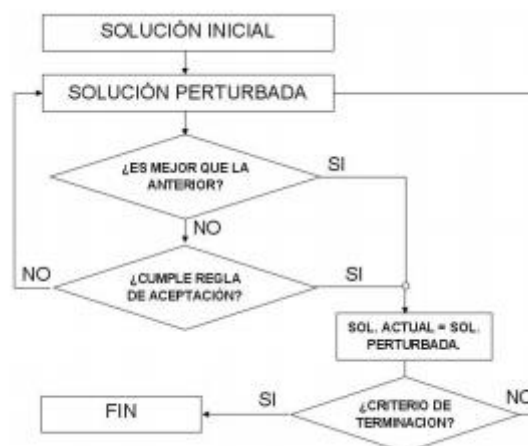 SOLUCIÓN INICIAL
SOLUCIÓN PERTURBADA
¿ES MEJOR QUE LA
ANTERIOR?
SI
NO
NO
¿CUMPLE REGLA
DE ACEPTACIÓN?
SI
SOL. ACTUAL = SOL.
PERTURBADA.
FIN
SI
¿CRITERIO DE
TERMINACION?
NO